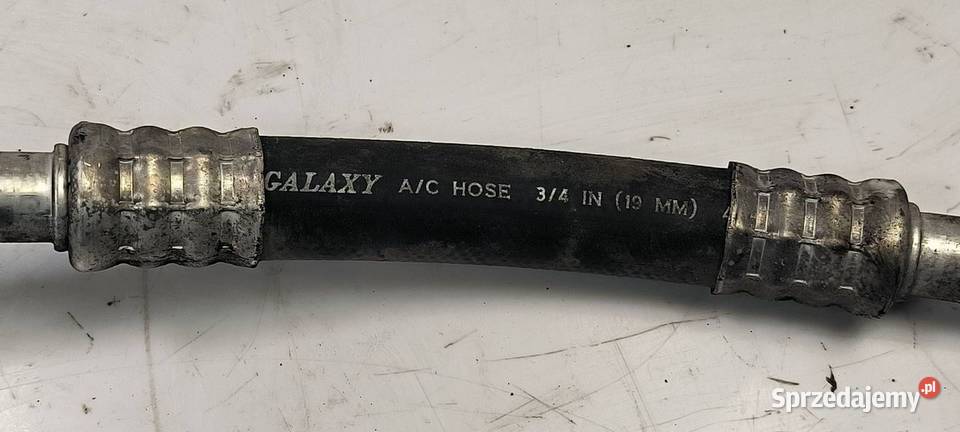 GALAXY A/C HOSE 3/4 IN (19 MM)
Sprzedajemy.pl